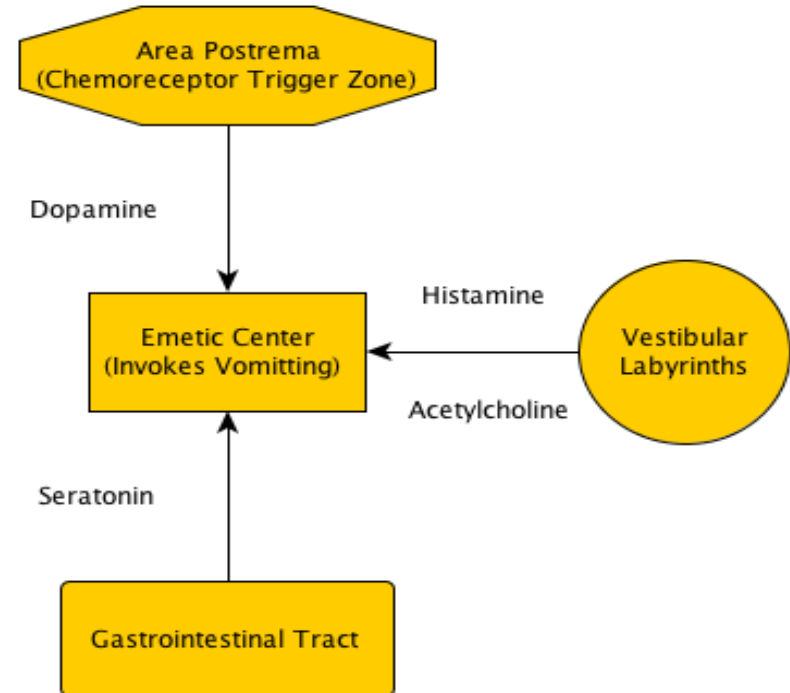 Area Postrema
(Chemoreceptor Trigger Zone)
Dopamine
Histamine
Emetic Center
(Invokes Vomitting)
Vestibular
Labyrinths
Acetylcholine
Seratonin
Gastrointestinal Tract